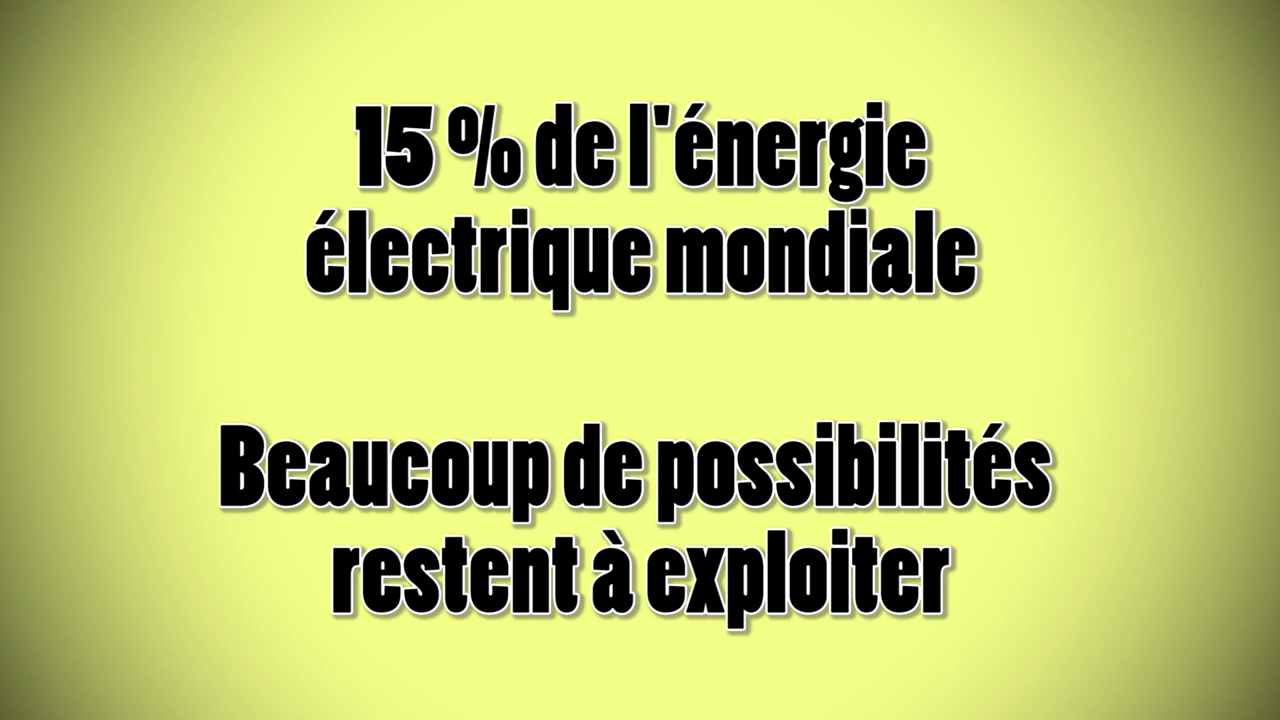 15 % de l'énergie
électrique mondiale
Beaucoup de possibilités
restent à exploiter